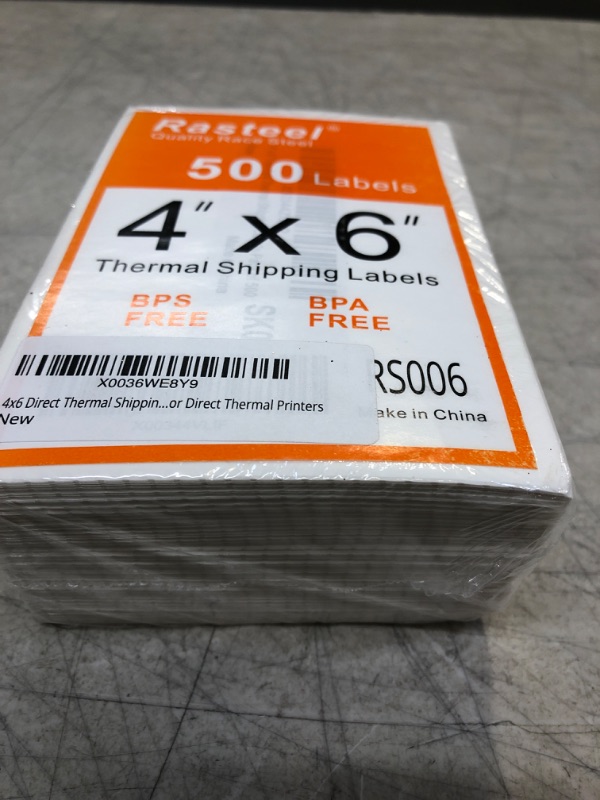 Rasteel®
Quality Race Steel
500 Labels
4" x 6"
Thermal Shipping Labels
BPS BPA
FREE FREE
X0036WE8Y9
RS006
4x6 Direct Thermal Shippin...or Direct Thermal Printers
ake in China
New